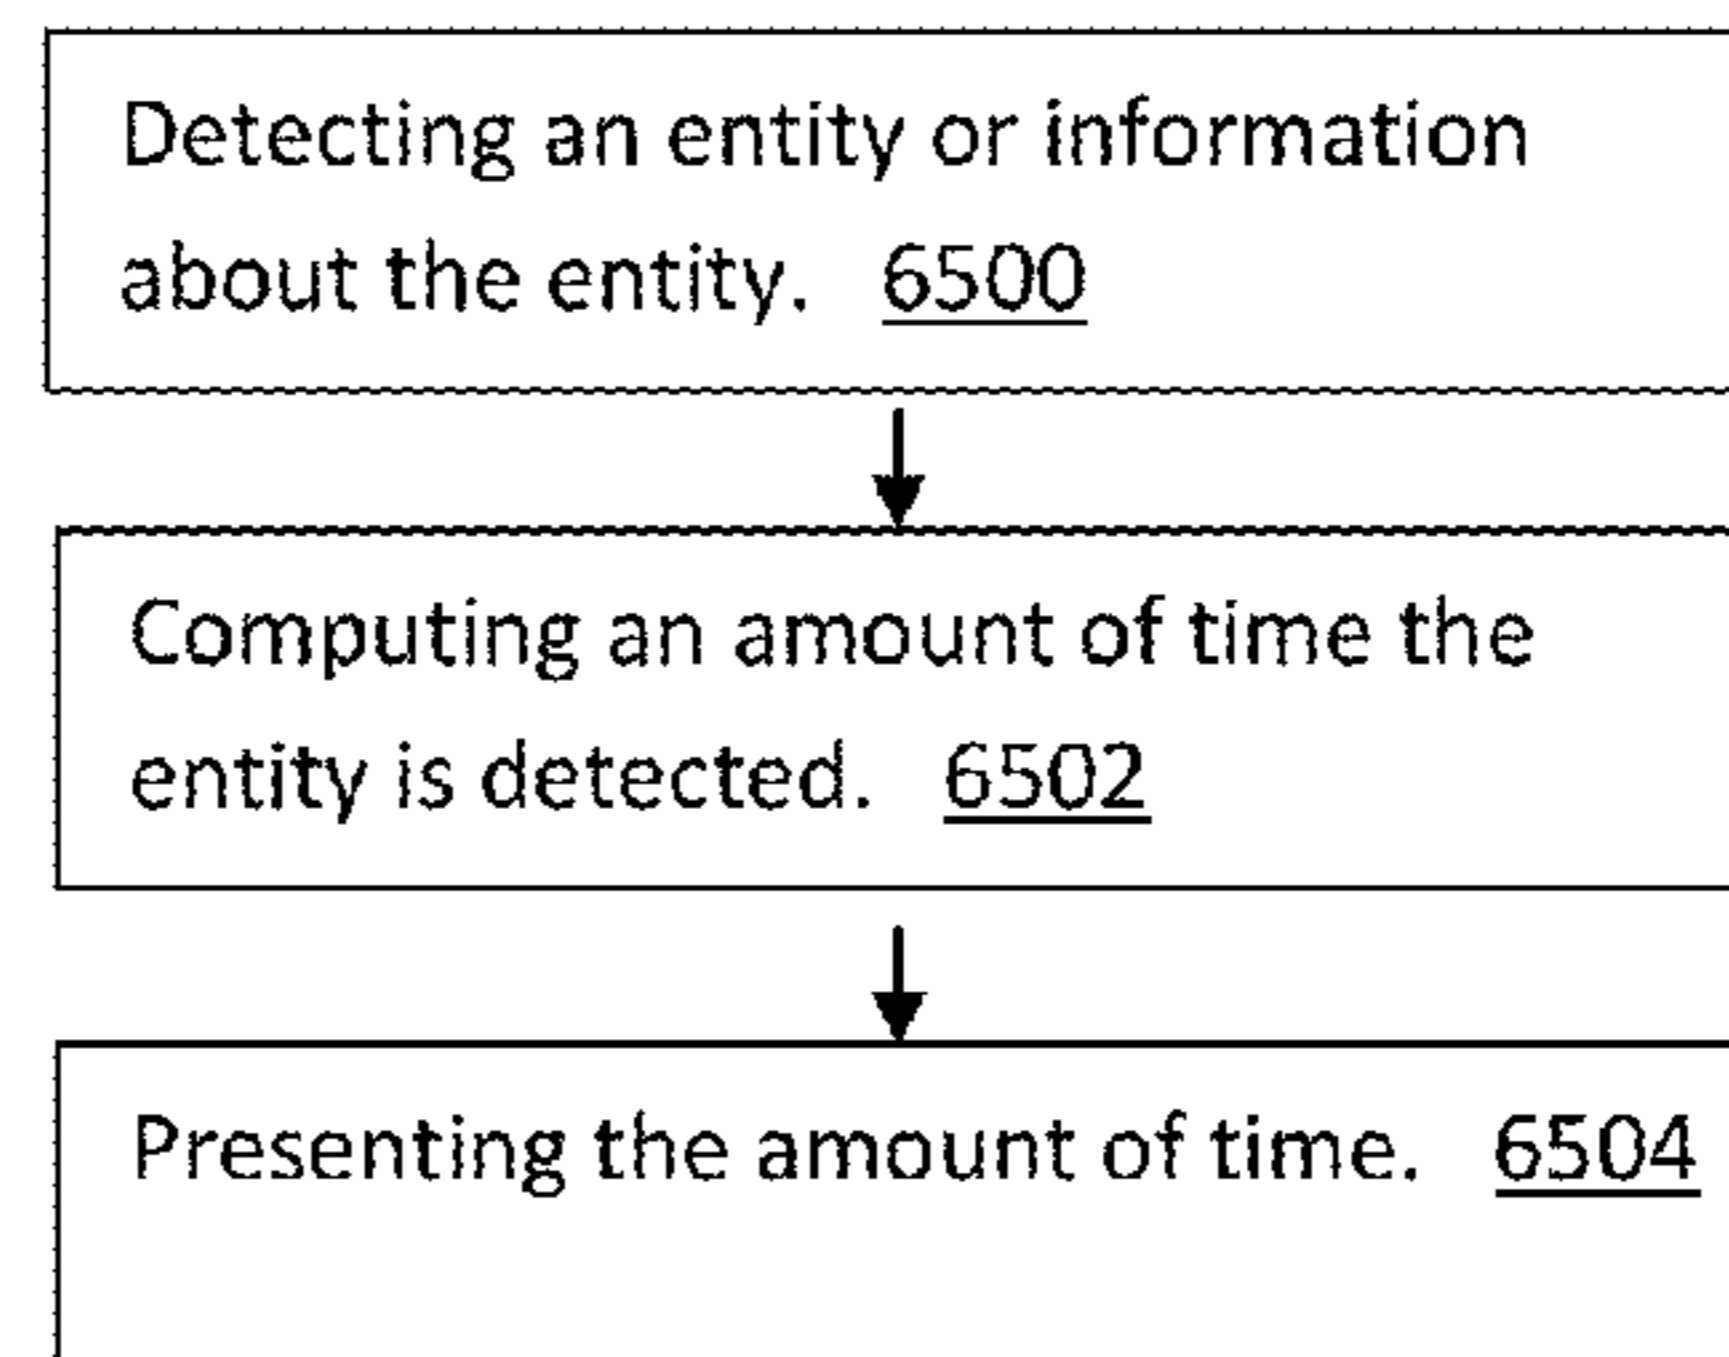 Detecting an entity or information
about the entity. 6500
Computing an amount of time the
entity is detected. 6502
Presenting the amount of time. 6504